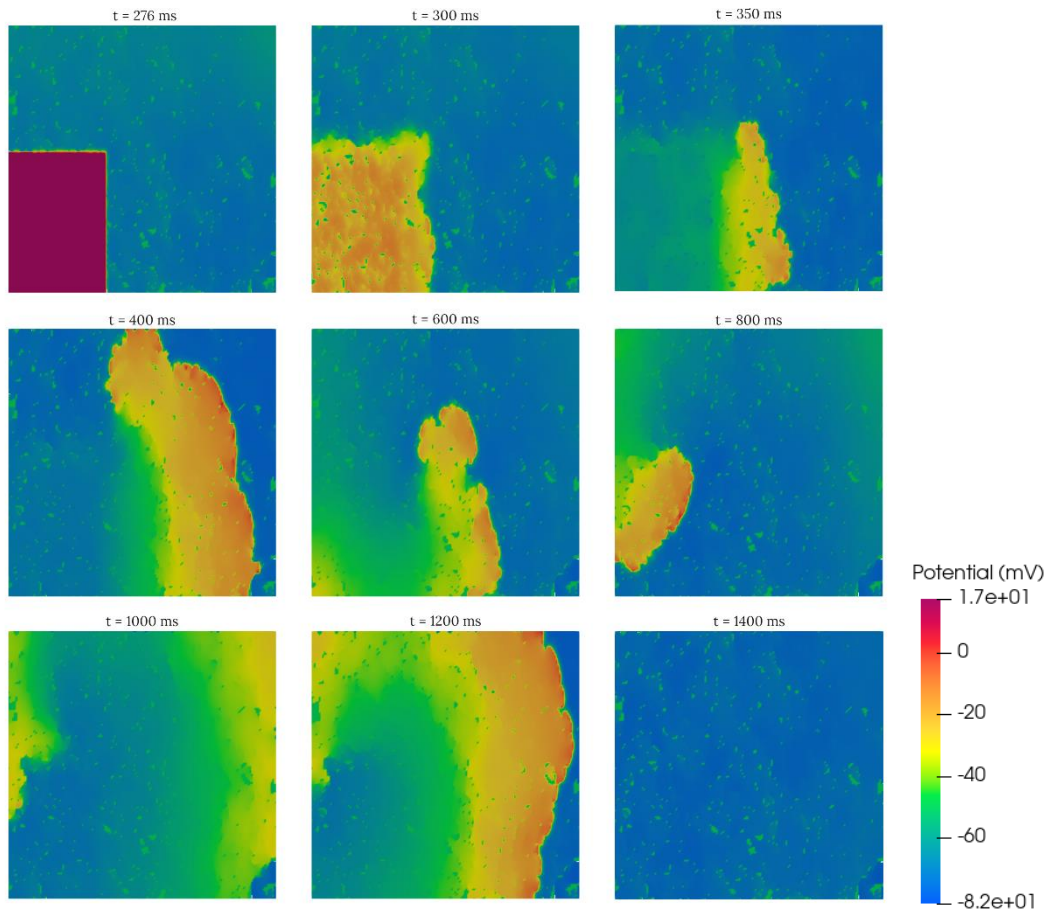 t = 276 ms
t = 300 ms
t = 350 ms
t = 400 ms
t = 600 ms
t = 800 ms
t = 1000 ms
t = 1200 ms
t = 1400 ms
Potential (mV)
1.7e+01
0
-20
-40
-60
-8.2e+01